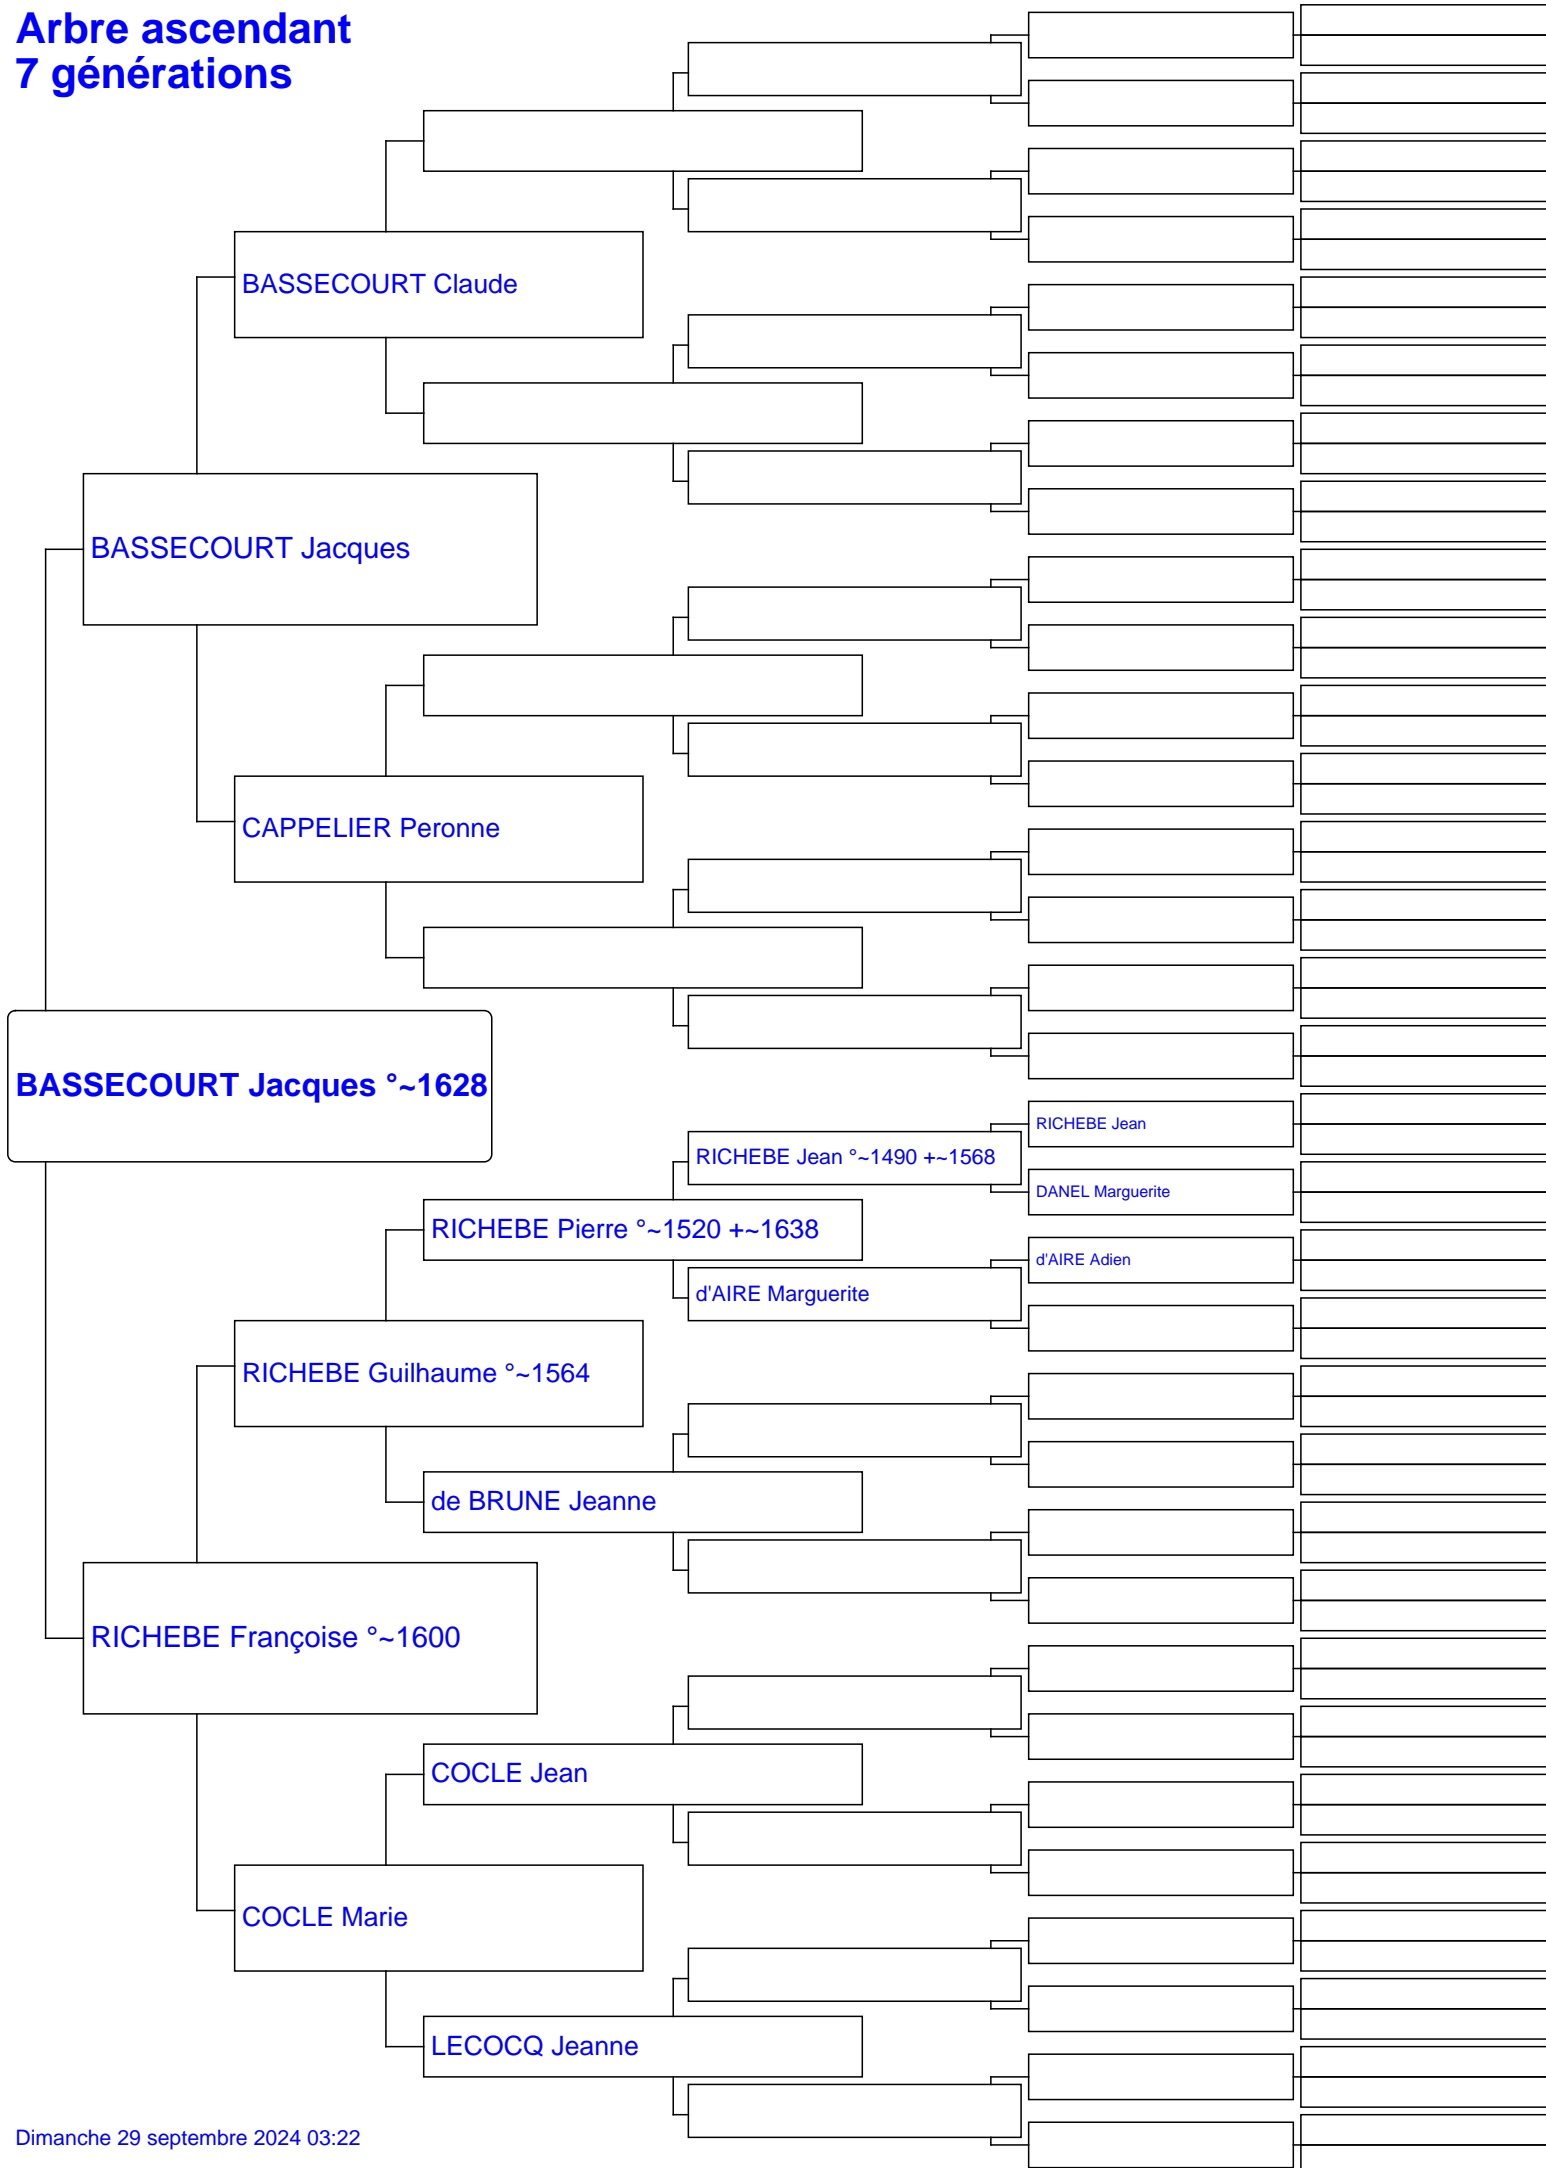 Arbre ascendant
7 générations
BASSECOURT Claude
BASSECOURT Jacques
CAPPELIER Peronne
BASSECOURT Jacques °~1628
RICHEBE Jean
RICHEBE Jean °~1490 +~1568
DANEL Marguerite
RICHEBE Pierre °~1520 +~1638
d'AIRE Adien
d'AIRE Marguerite
RICHEBE Guilhaume °~1564
de BRUNE Jeanne
RICHEBE Françoise °~1600
COCLE Jean
COCLE Marie
LECOCQ Jeanne
Dimanche 29 septembre 2024 03:22